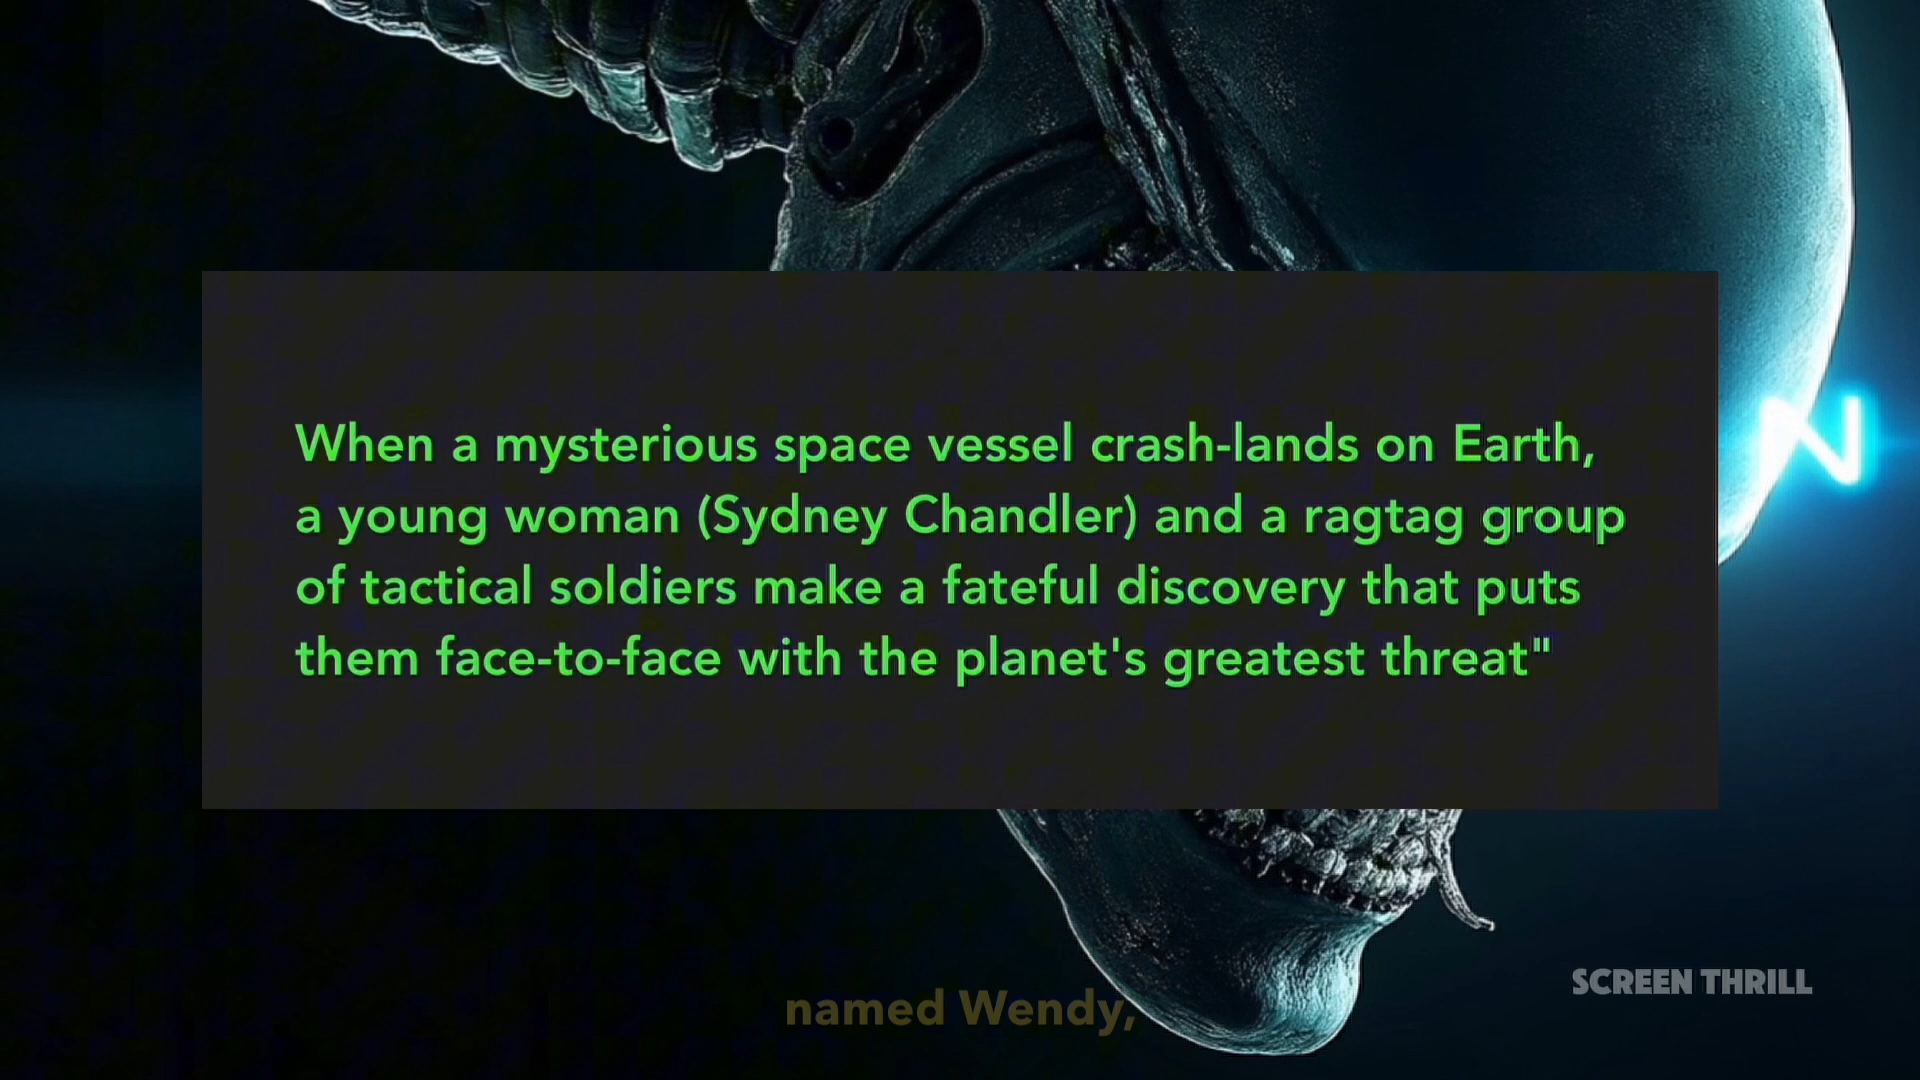 When a mysterious space vessel crash-lands on Earth,
a young woman (Sydney Chandler) and a ragtag group
of tactical soldiers make a fateful discovery that puts
them face-to-face with the planet's greatest threat"
N
SCREEN THRILL
named Wendy,